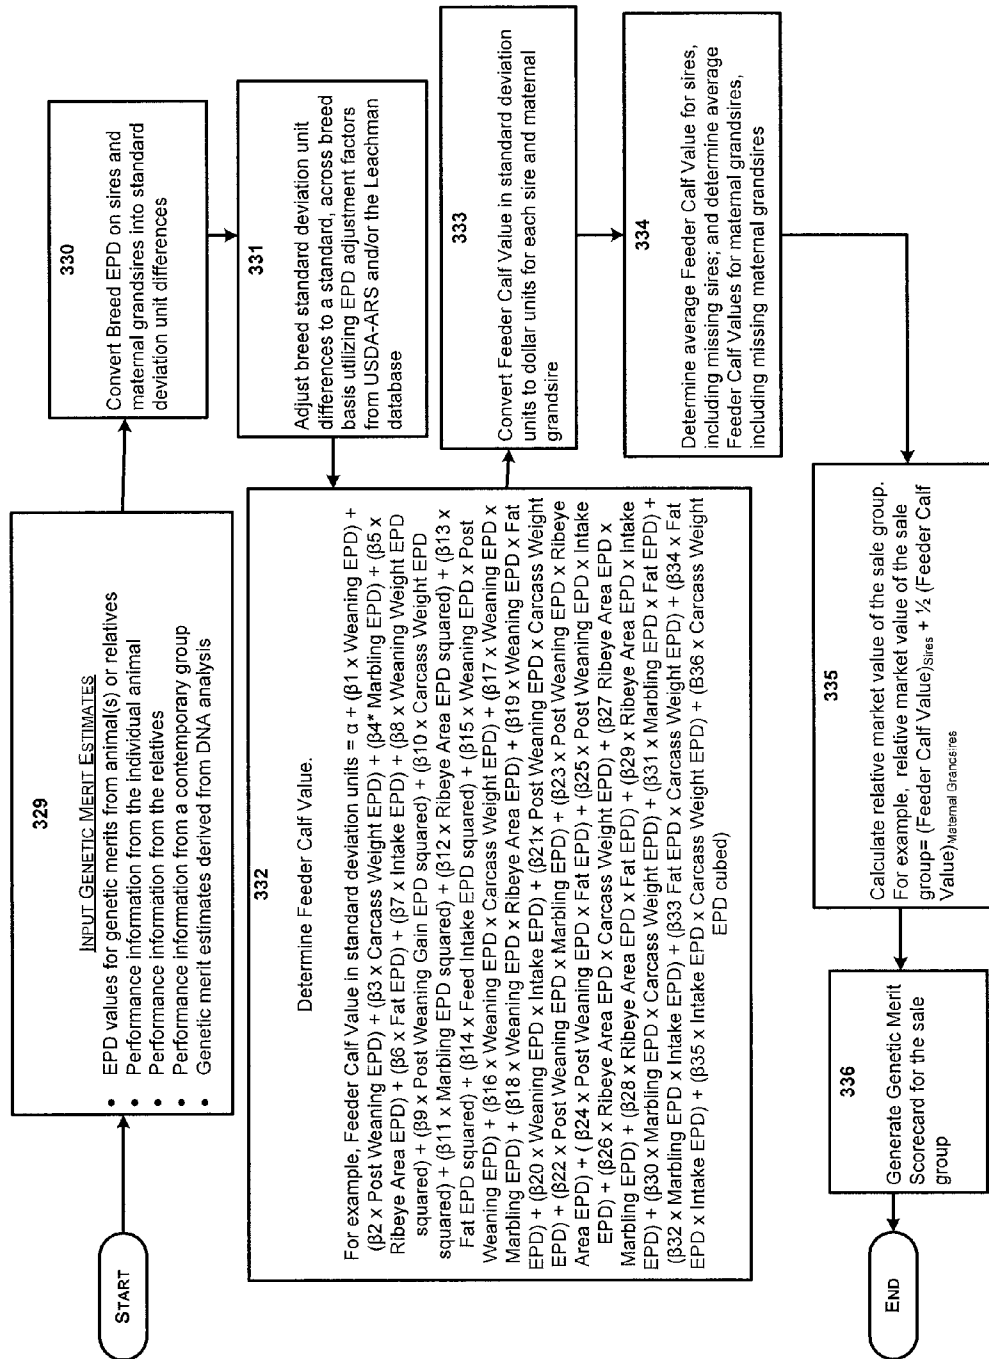 START
329
INPUT GENETIC MERIT ESTIMATES
• EPD values for genetic merits from animal(s) or relatives
• Performance information from the individual animal
• Performance information from the relatives
• Performance information from a contemporary group
• Genetic merit estimates derived from DNA analysis
330
Convert Breed EPD on sires and
maternal grandsires into standard
deviation unit differences
331
Adjust breed standard deviation unit
differences to a standard, across breed
basis utilizing EPD adjustment factors
from USDA-ARS and/or the Leachman
database
332
Determine Feeder Calf Value.
For example, Feeder Calf Value in standard deviation units = α + (β1 x Weaning EPD) +
(β2 x Post Weaning EPD) + (β3 x Carcass Weight EPD) + (β4* Marbling EPD) + (β5 x
Ribeye Area EPD) + (β6 x Fat EPD) + (β7 x Intake EPD) + (β8 x Weaning Weight EPD
squared) + (β9 x Post Weaning Gain EPD squared) + (β10 x Carcass Weight EPD
squared) + (β11 x Marbling EPD squared) + (β12 x Ribeye Area EPD squared) + (β13 x
Fat EPD squared) + (β14 x Feed Intake EPD squared) + (β15 x Weaning EPD x Post
Weaning EPD) + (β16 x Weaning EPD x Carcass Weight EPD) + (β17 x Weaning EPD x
Marbling EPD) + (β18 x Weaning EPD x Ribeye Area EPD) + (β19 x Weaning EPD x Fat
EPD) + (β20 x Weaning EPD x Intake EPD) + (β21x Post Weaning EPD x Carcass Weight
EPD) + (β22 x Post Weaning EPD x Marbling EPD) + (β23 x Post Weaning EPD x Ribeye
Area EPD) + ( β24 x Post Weaning EPD x Fat EPD) + (β25 x Post Weaning EPD x Intake
EPD) + (β26 x Ribeye Area EPD x Carcass Weight EPD) + (β27 Ribeye Area EPD x
Marbling EPD) + (β28 x Ribeye Area EPD x Fat EPD) + (β29 x Ribeye Area EPD x Intake
EPD) + (β30 x Marbling EPD x Carcass Weight EPD) + (β31 x Marbling EPD x Fat EPD) +
(β32 x Marbling EPD x Intake EPD) + (β33 Fat EPD x Carcass Weight EPD) + (β34 x Fat
EPD x Intake EPD) + (β35 x Intake EPD x Carcass Weight EPD) + (B36 x Carcass Weight
EPD cubed)
333
Convert Feeder Calf Value in standard deviation
units to dollar units for each sire and maternal
grandsire
334
Determine average Feeder Calf Value for sires,
including missing sires; and determine average
Feeder Calf Values for maternal grandsires,
including missing maternal grandsires
335
Calculate relative market value of the sale group.
For example, relative market value of the sale
group= (Feeder Calf Value)Sires + ½ (Feeder Calf
Value)Maternal Grandsires
336
Generate Genetic Merit
Scorecard for the sale
group
END